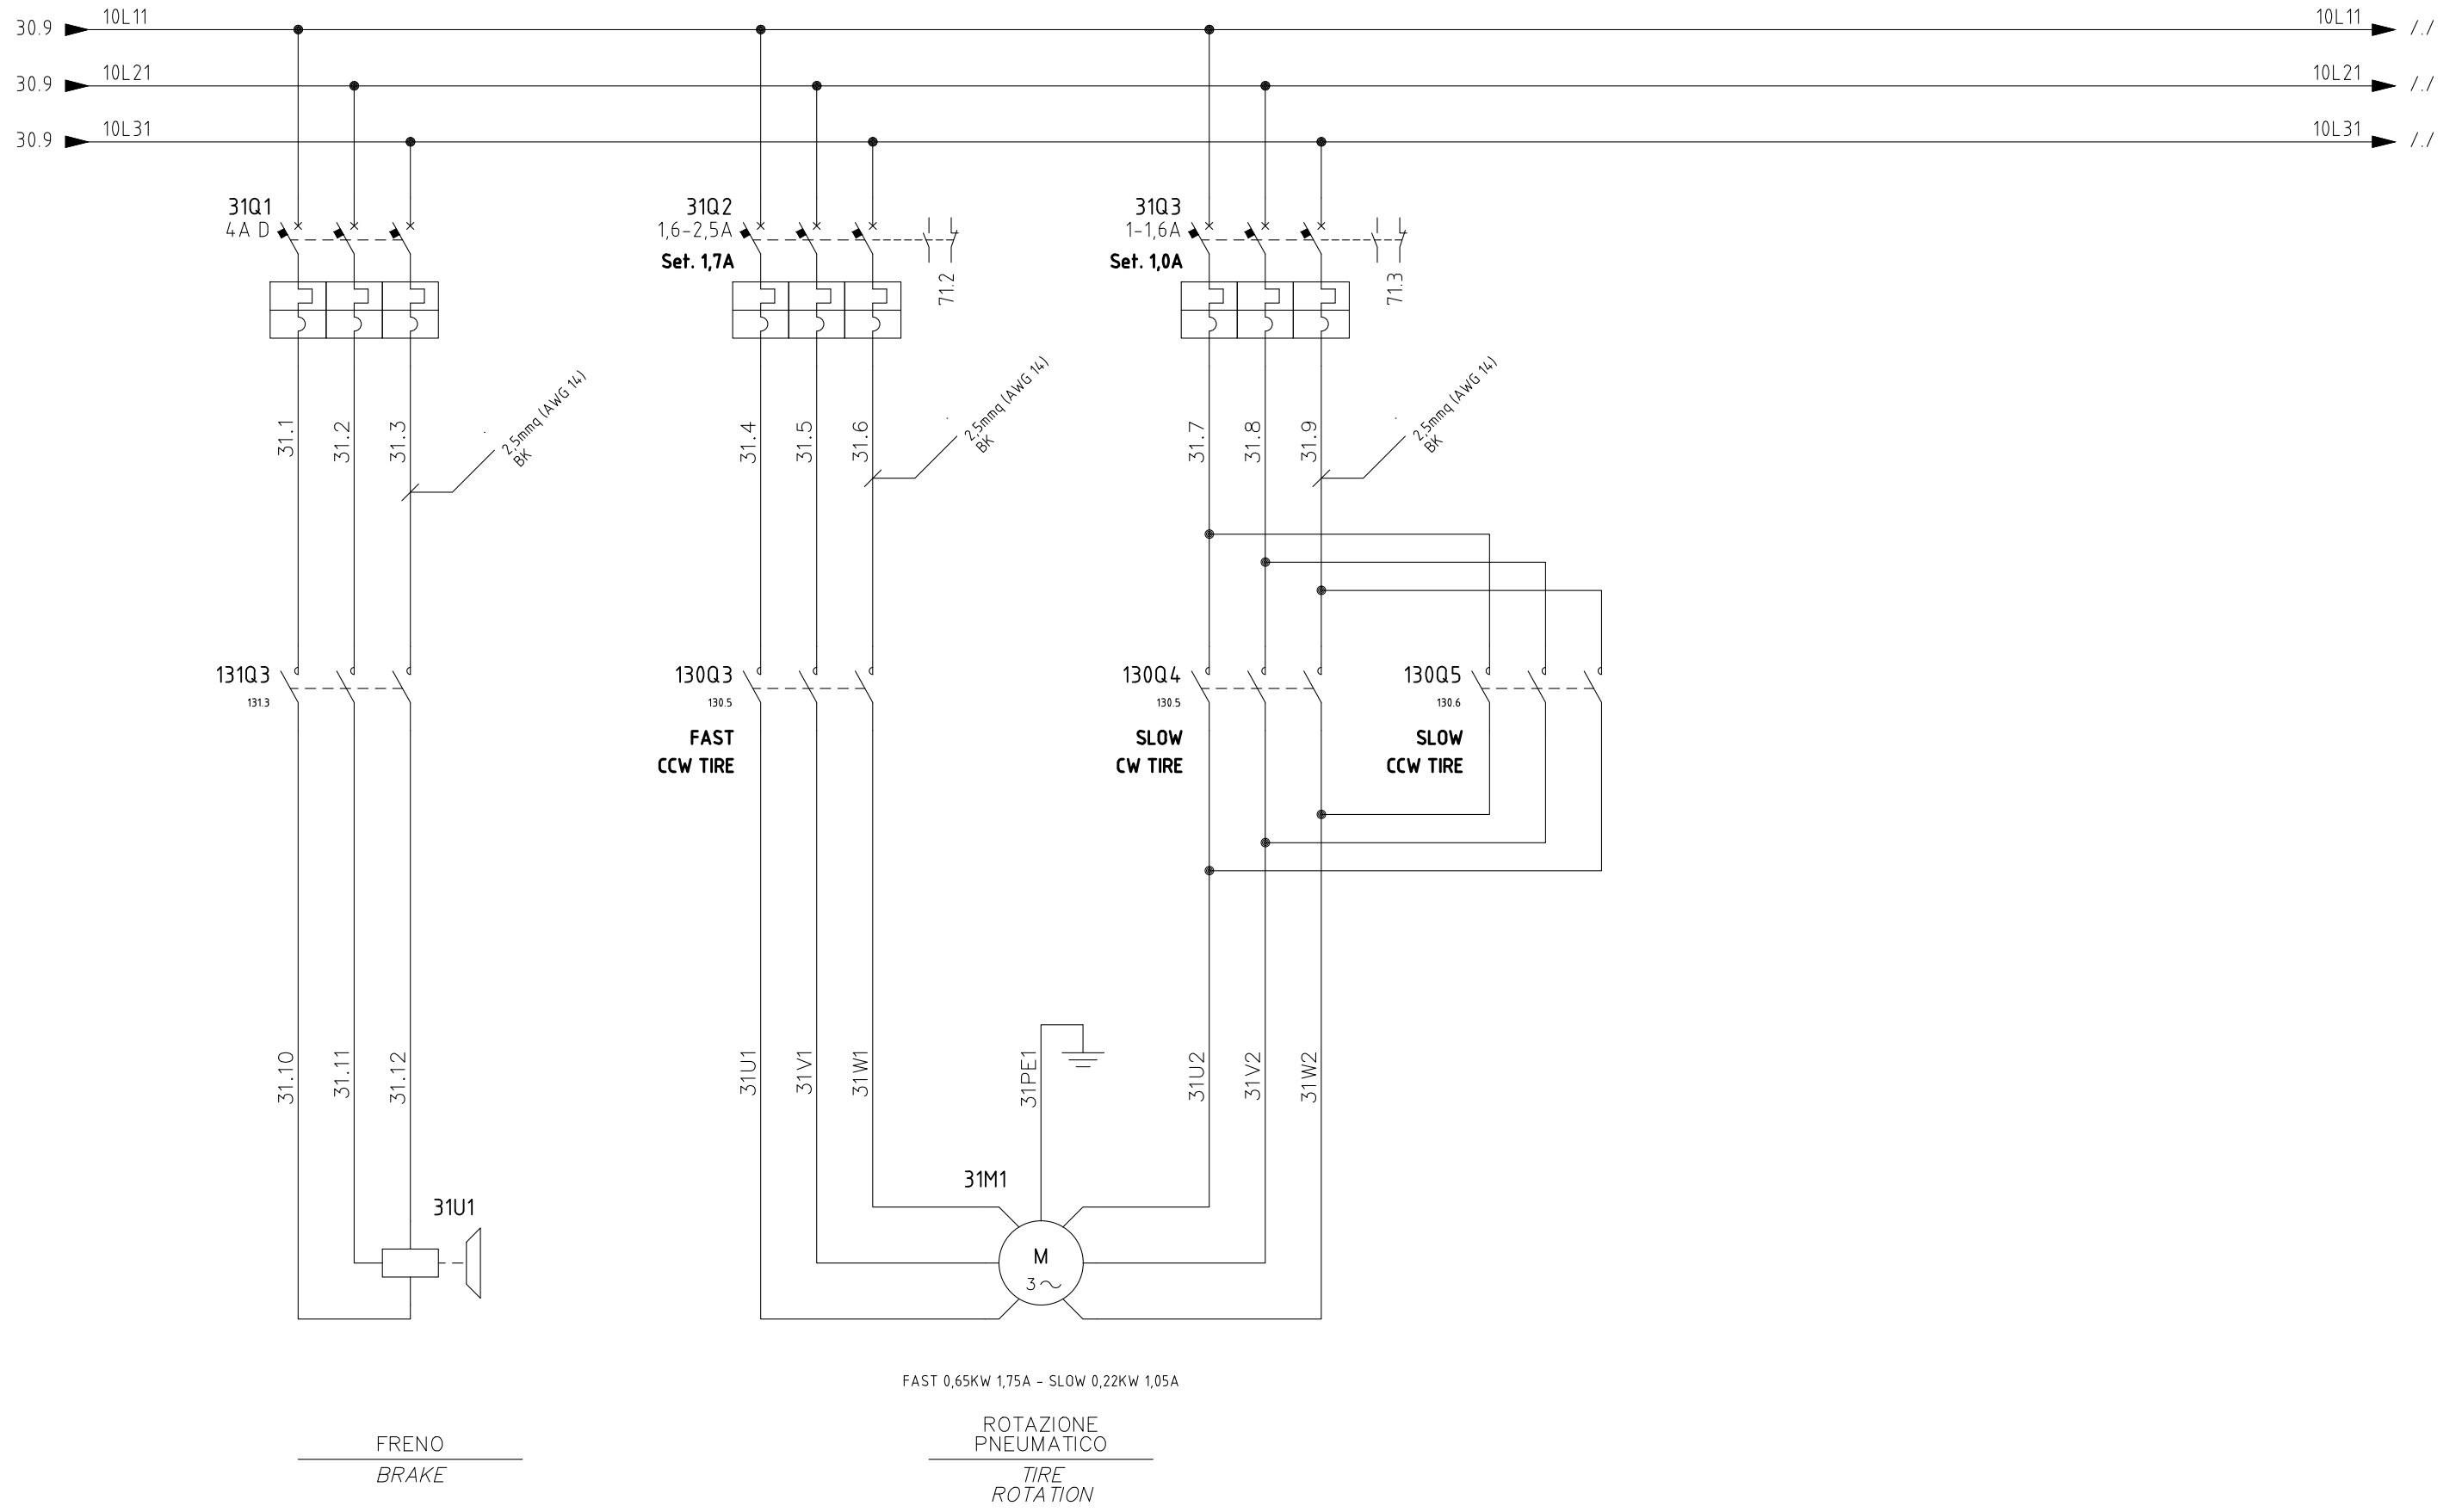 10L11 10L11
30.9 /./
10L21 10L21
30.9 /./
10L31 10L31
30.9 /./
31Q1
4A D
31Q2
1,6-2,5A
Set. 1,7A
71.2
31Q3
1-1,6A
Set. 1,0A
71.3
31.1
31.2
31.3
2,5mmq (AWG 14)
BK
31.4
31.5
31.6
2,5mmq (AWG 14)
BK
31.7
31.8
31.9
2,5mmq (AWG 14)
BK
131Q3
131.3
130Q3
130.5
FAST
CCW TIRE
130Q4
130.5
SLOW
CW TIRE
130Q5
130.6
SLOW
CCW TIRE
31.10
31.11
31.12
31U1
31V1
31W1
31PE1
31U2
31V2
31W2
31U1
31M1
M
3~
FAST 0,65KW 1,75A - SLOW 0,22KW 1,05A
FRENO
BRAKE
ROTAZIONE
PNEUMATICO
TIRE
ROTATION